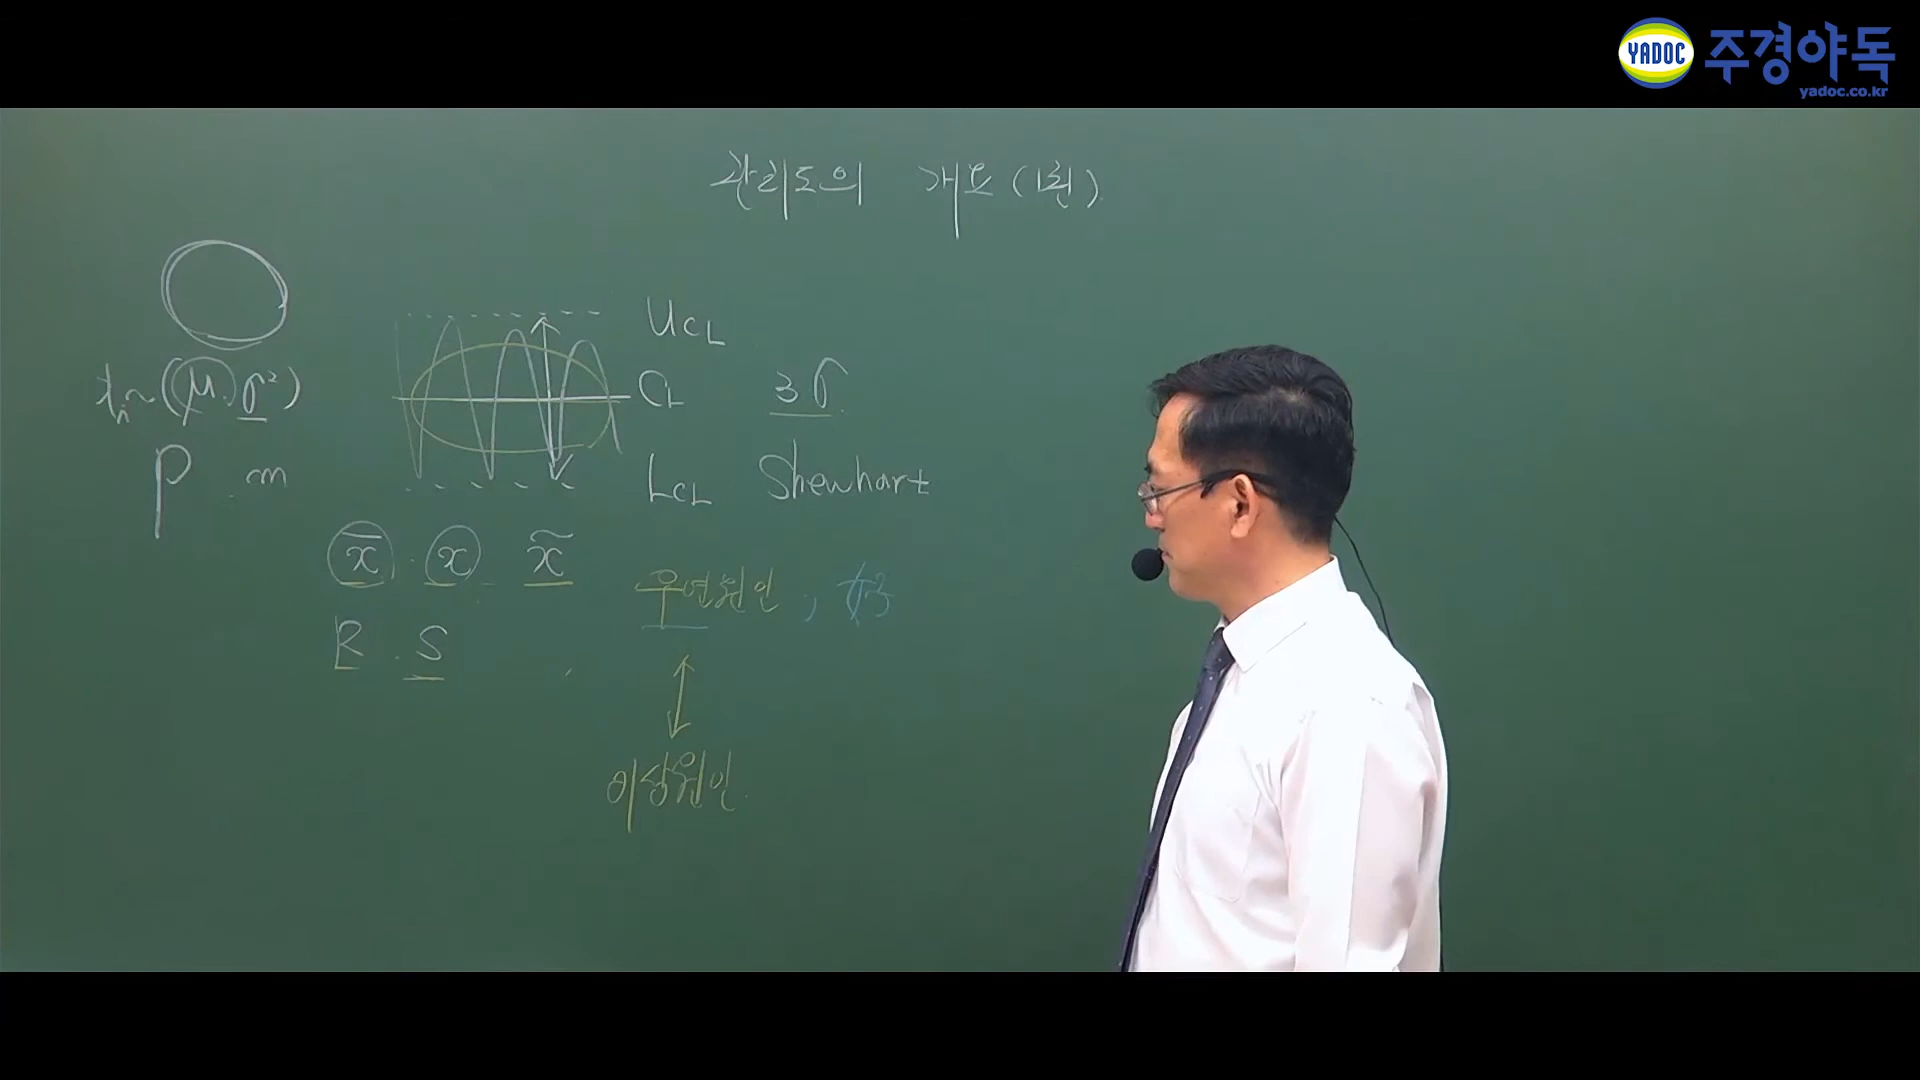 YADOC 주경야독
yadoc.co.kr
관리도의 개요 (1회)
UCL
(μ. σ²) CL 3σ
P m LCL Shewhart
x̄ . x x̃
우연원인 ,
R . S
이상원인.